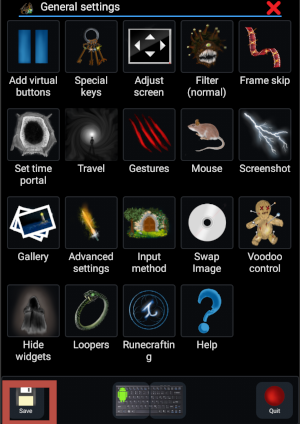 General settings
Add virtual
buttons
Special
keys
Adjust
screen
Filter
(normal)
Frame skip
Set time
portal
Travel
Gestures
Mouse
Screenshot
Gallery
Advanced
settings
Input
method
Swap
Image
Voodoo
control
Hide
widgets
Loopers
Runecraftin
g
Help
Save
Quit